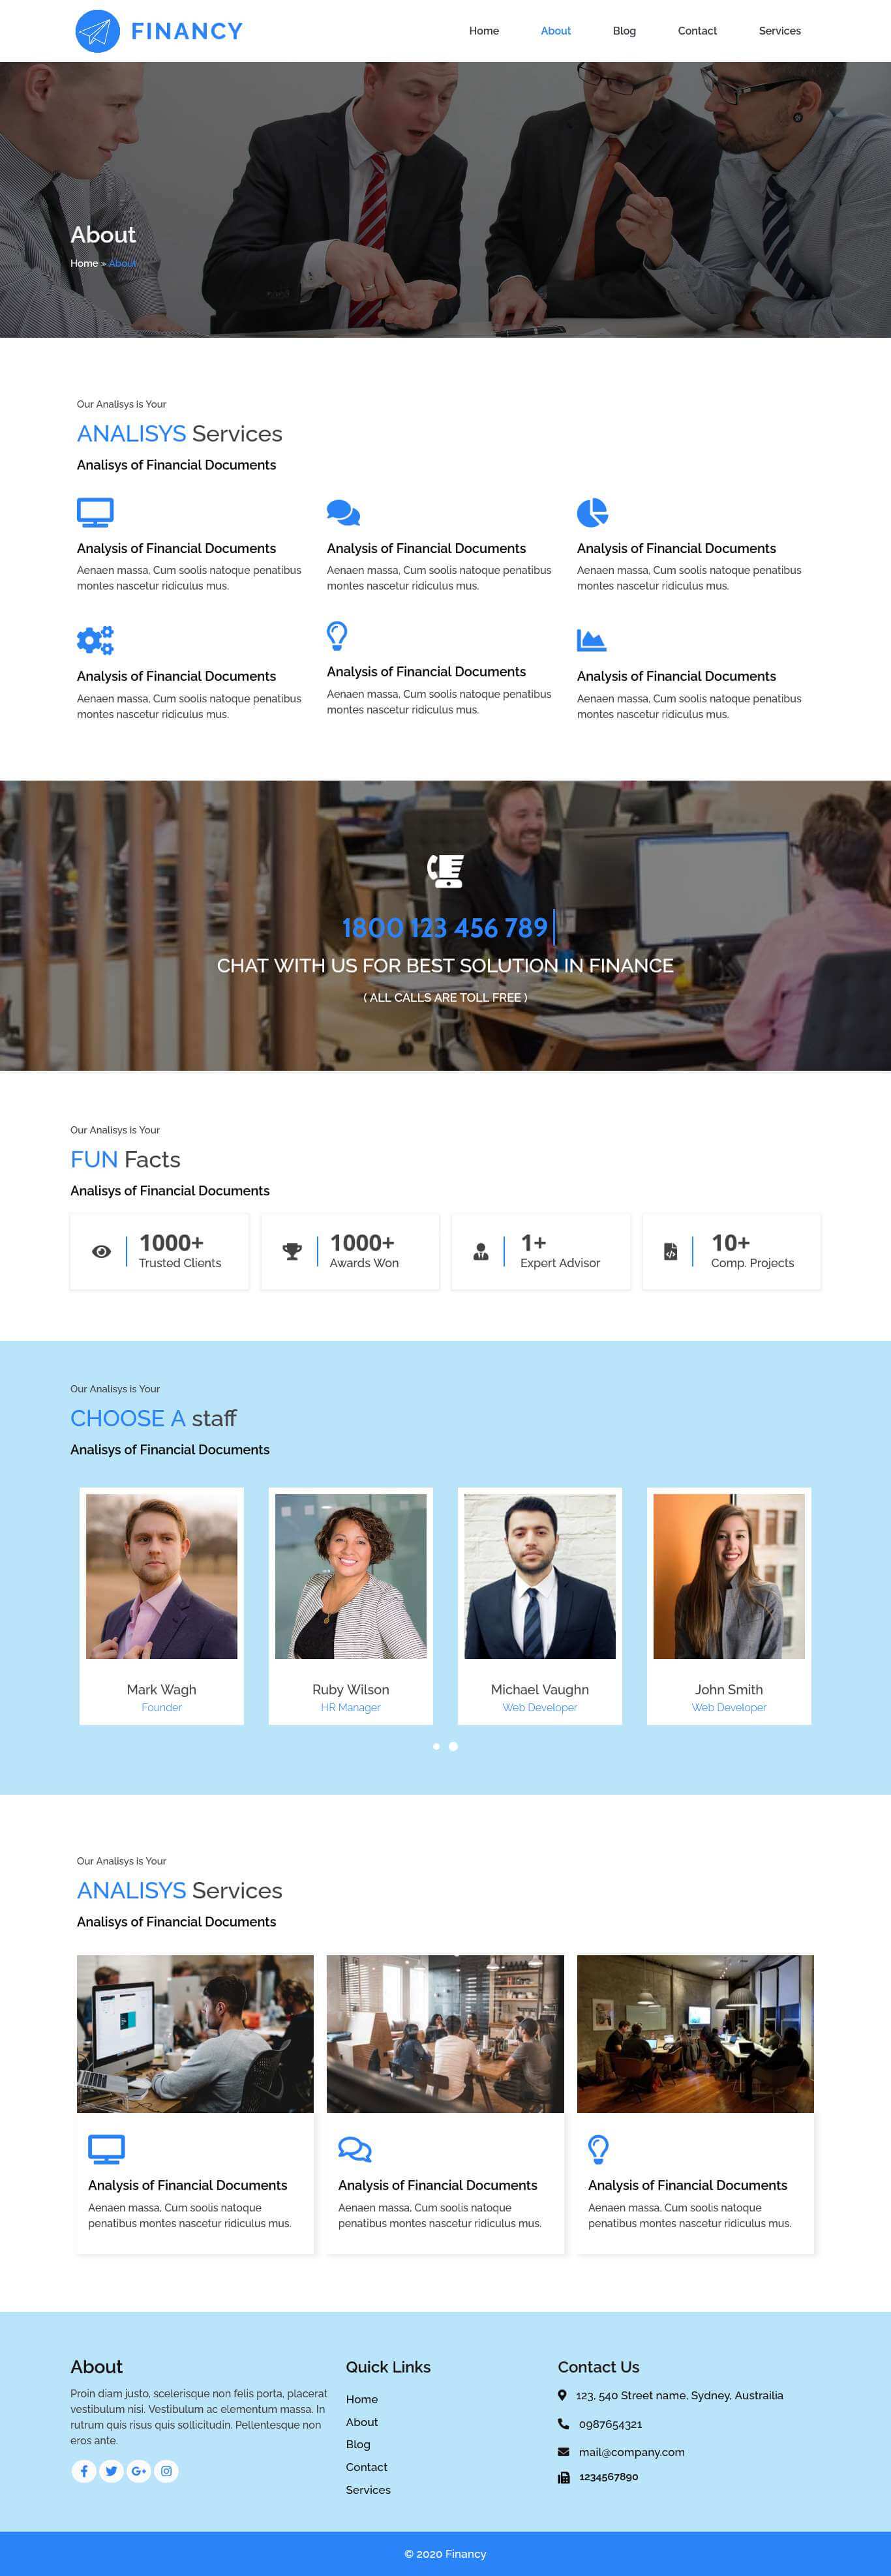 FINANCY
Home About Blog Contact Services
About
Home » About
Our Analisys is Your
ANALISYS Services
Analisys of Financial Documents
Analysis of Financial Documents
Aenaen massa, Cum soolis natoque penatibus
montes nascetur ridiculus mus.
Analysis of Financial Documents
Aenaen massa, Cum soolis natoque penatibus
montes nascetur ridiculus mus.
Analysis of Financial Documents
Aenaen massa, Cum soolis natoque penatibus
montes nascetur ridiculus mus.
Analysis of Financial Documents
Aenaen massa, Cum soolis natoque penatibus
montes nascetur ridiculus mus.
Analysis of Financial Documents
Aenaen massa, Cum soolis natoque penatibus
montes nascetur ridiculus mus.
Analysis of Financial Documents
Aenaen massa, Cum soolis natoque penatibus
montes nascetur ridiculus mus.
1800 123 456 789
CHAT WITH US FOR BEST SOLUTION IN FINANCE
( ALL CALLS ARE TOLL FREE )
Our Analisys is Your
FUN Facts
Analisys of Financial Documents
1000+
Trusted Clients
1000+
Awards Won
1+
Expert Advisor
10+
Comp. Projects
Our Analisys is Your
CHOOSE A staff
Analisys of Financial Documents
Mark Wagh
Founder
Ruby Wilson
HR Manager
Michael Vaughn
Web Developer
John Smith
Web Developer
Our Analisys is Your
ANALISYS Services
Analisys of Financial Documents
Analysis of Financial Documents
Aenaen massa, Cum soolis natoque
penatibus montes nascetur ridiculus mus.
Analysis of Financial Documents
Aenaen massa, Cum soolis natoque
penatibus montes nascetur ridiculus mus.
Analysis of Financial Documents
Aenaen massa, Cum soolis natoque
penatibus montes nascetur ridiculus mus.
About
Proin diam justo, scelerisque non felis porta, placerat
vestibulum nisi. Vestibulum ac elementum massa. In
rutrum quis risus quis sollicitudin. Pellentesque non
eros ante.
Quick Links
Home
About
Blog
Contact
Services
Contact Us
123, 540 Street name, Sydney, Austrailia
0987654321
mail@company.com
1234567890
© 2020 Financy